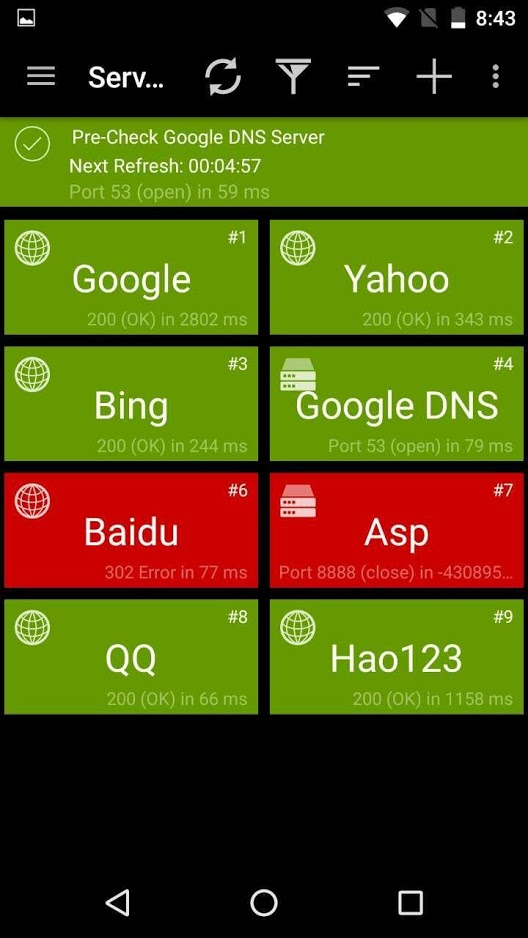 8:43
Serv...
Pre-Check Google DNS Server
Next Refresh: 00:04:57
Port 53 (open) in 59 ms
#1
Google
200 (OK) in 2802 ms
#2
Yahoo
200 (OK) in 343 ms
#3
Bing
200 (OK) in 244 ms
#4
Google DNS
Port 53 (open) in 79 ms
#6
Baidu
302 Error in 77 ms
#7
Asp
Port 8888 (close) in -430895...
#8
QQ
200 (OK) in 66 ms
#9
Hao123
200 (OK) in 1158 ms